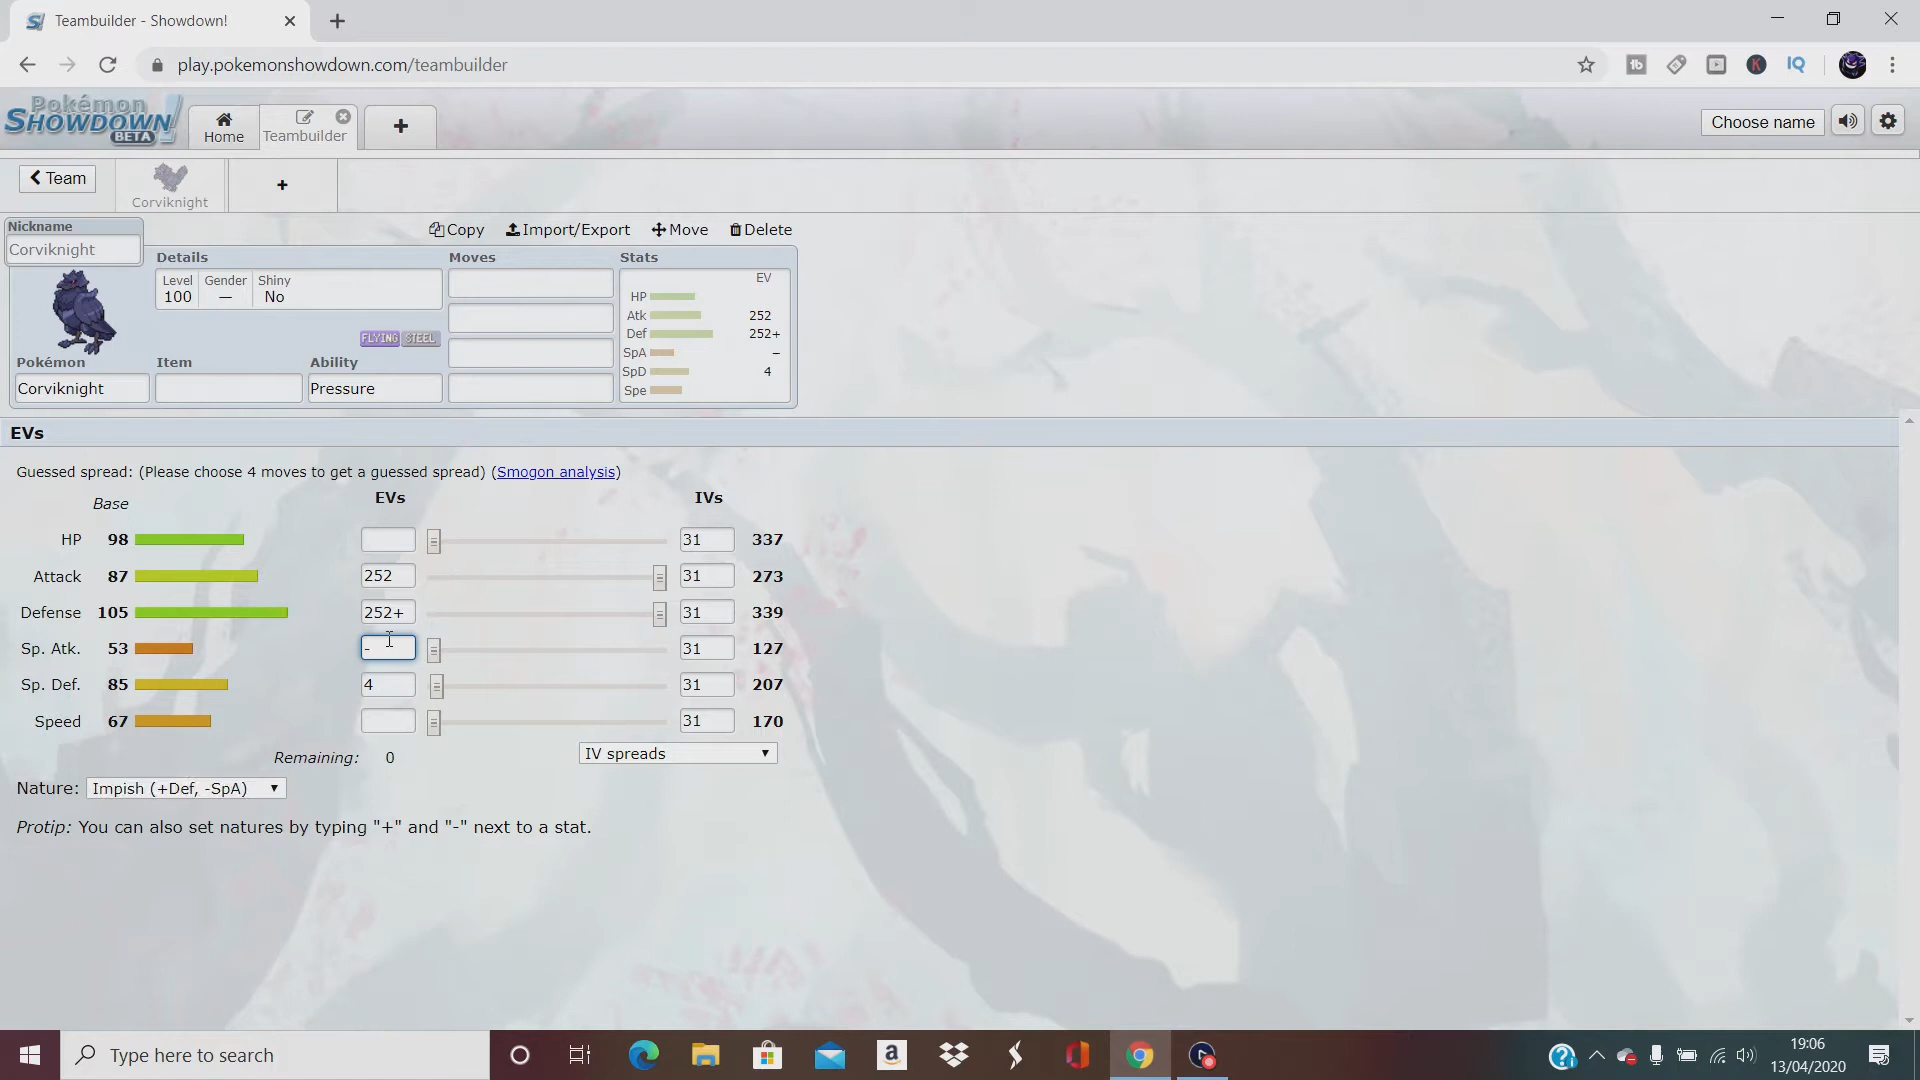 Teambuilder - Showdown!
play.pokemonshowdown.com/teambuilder
tb
K
IQ
Pokémon
SHOWDOWN!
BETA
Home
Teambuilder
+
Choose name
Team
Corviknight
+
Nickname
Corviknight
Copy
Import/Export
Move
Delete
Details
Moves
Stats
Level
Gender
Shiny
100
—
No
EV
HP
Atk 252
Def 252+
SpA –
SpD 4
Spe
FLYING STEEL
Pokémon
Item
Ability
Corviknight
Pressure
EVs
Guessed spread: (Please choose 4 moves to get a guessed spread) (Smogon analysis)
Base EVs IVs
HP 98 31 337
Attack 87 252 31 273
Defense 105 252+ 31 339
Sp. Atk. 53 - 31 127
Sp. Def. 85 4 31 207
Speed 67 31 170
Remaining: 0
IV spreads
Nature: Impish (+Def, -SpA)
Protip: You can also set natures by typing "+" and "-" next to a stat.
Type here to search
19:06
13/04/2020